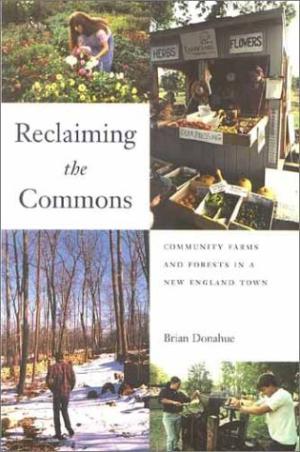 HERBS
FLOWERS
Reclaiming
the
Commons
COMMUNITY FARMS
AND FORESTS IN A
NEW ENGLAND TOWN
Brian Donahue